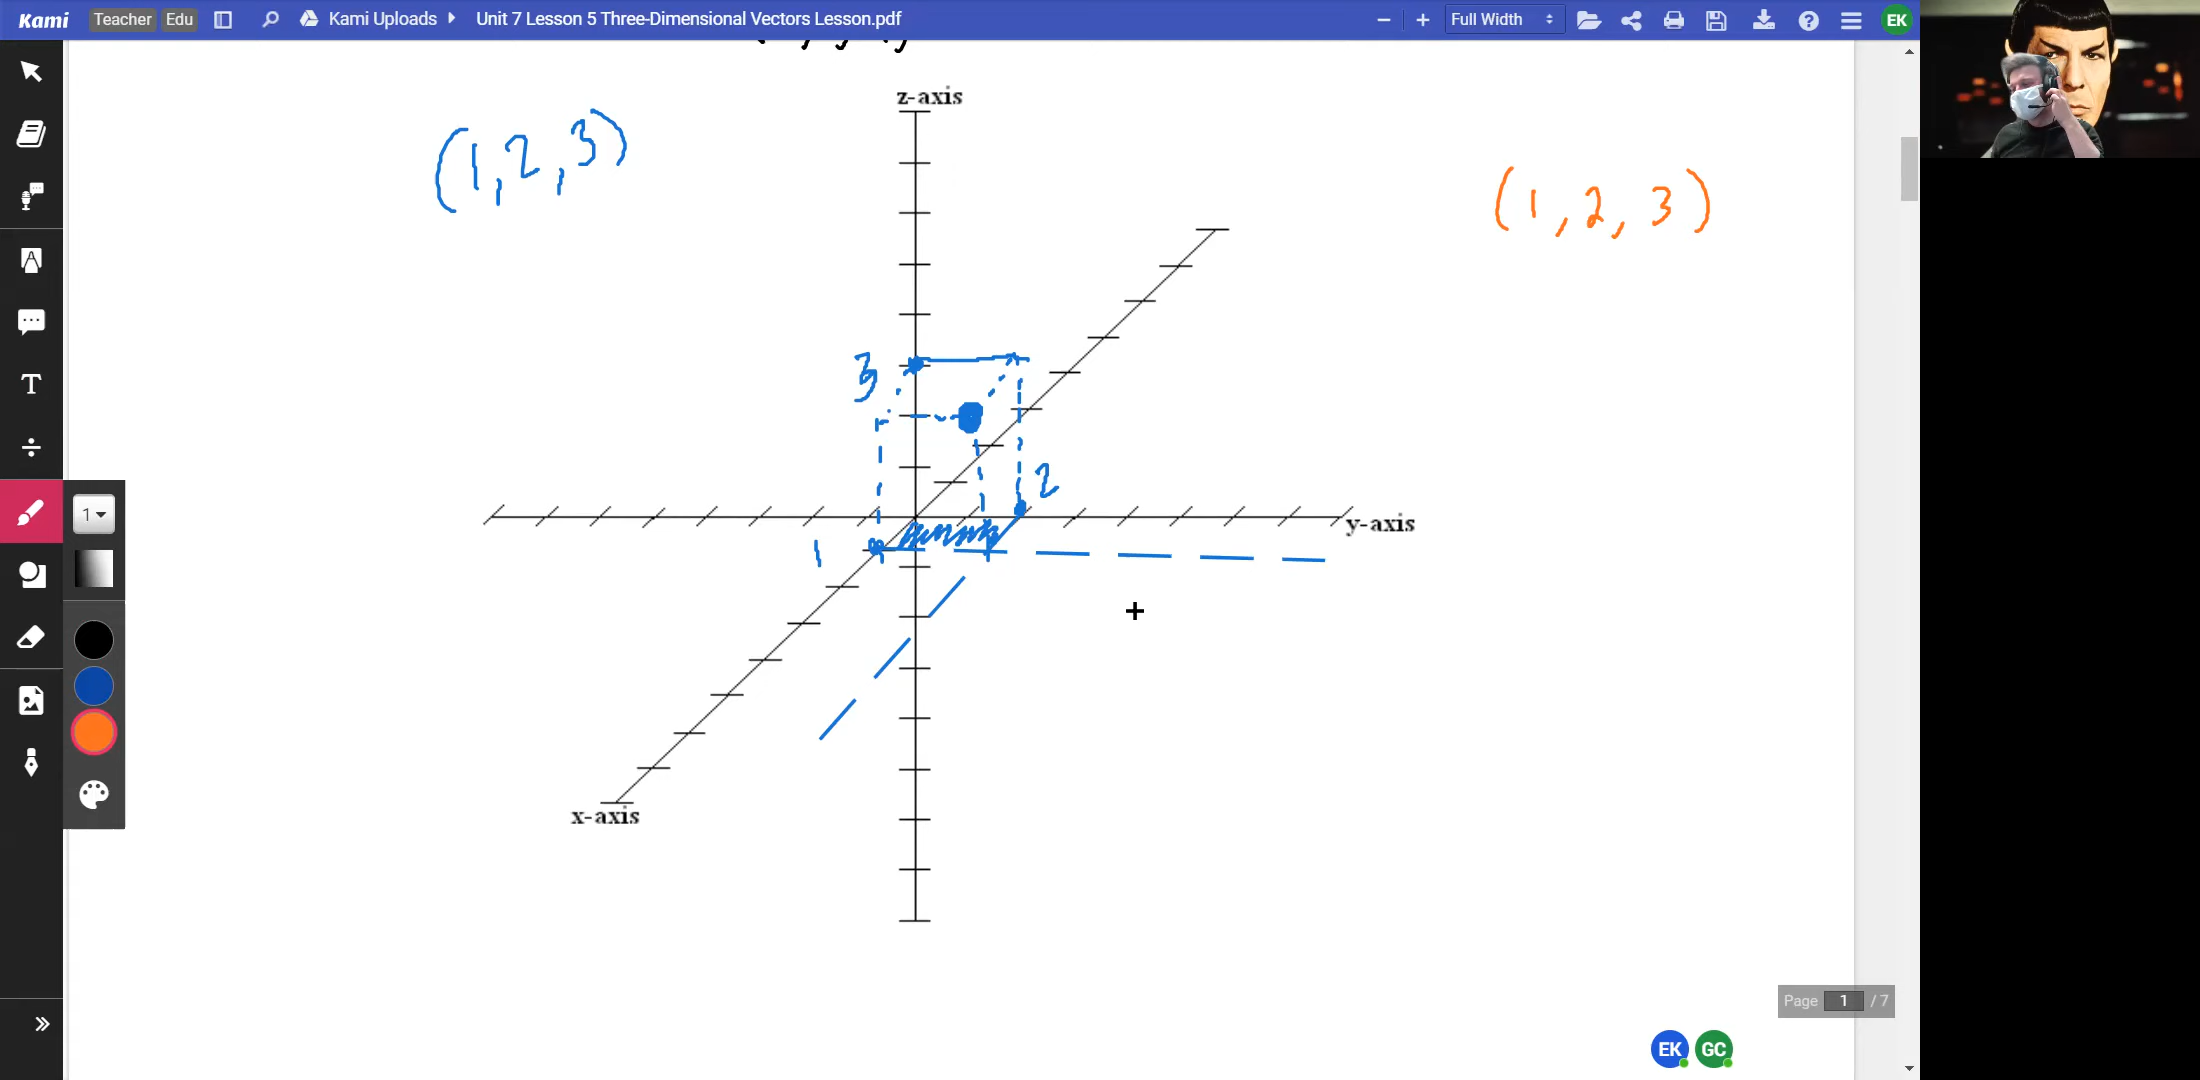 Kami Teacher Edu Kami Uploads Unit 7 Lesson 5 Three-Dimensional Vectors Lesson.pdf Full Width EK
z-axis
(1,2,3)
(1,2,3)
3
2
y-axis
1
1
x-axis
Page 1 / 7
EK GC